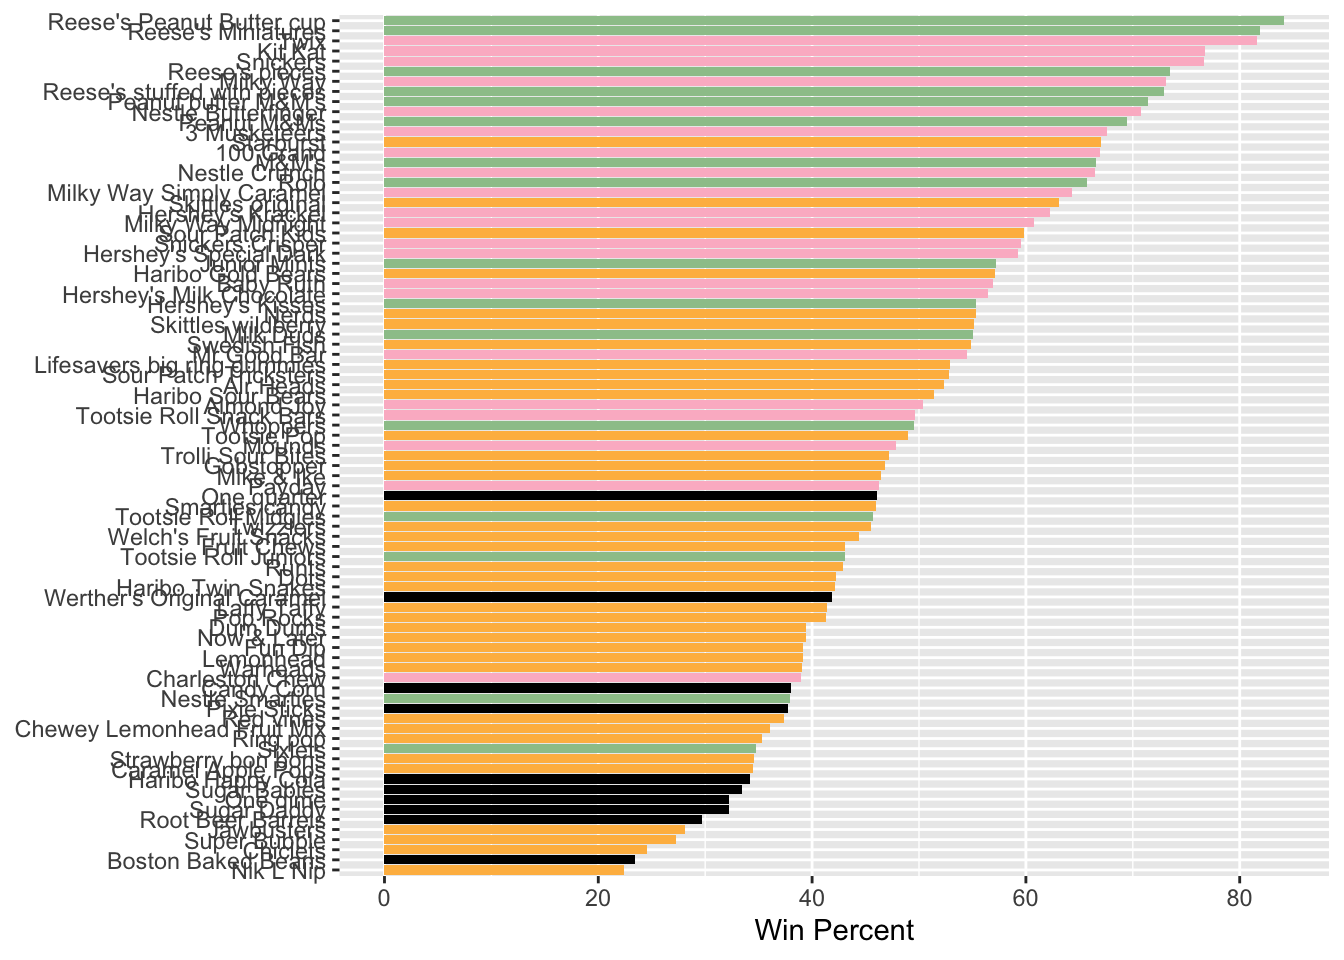 Reese's Peanut Butter cup
Reese's Miniatures
Twix
Kit Kat
Snickers
Reese's pieces
Milky Way
Reese's stuffed with pieces
Peanut butter M&M's
Nestle Butterfinger
Peanut M&Ms
3 Musketeers
Starburst
100 Grand
M&M's
Nestle Crunch
Rolo
Milky Way Simply Caramel
Skittles original
Hershey's Krackel
Milky Way Midnight
Sour Patch Kids
Snickers Crisper
Hershey's Special Dark
Junior Mints
Haribo Gold Bears
Baby Ruth
Hershey's Milk Chocolate
Hershey's Kisses
Nerds
Skittles wildberry
Milk Duds
Swedish Fish
Mr Good Bar
Lifesavers big ring gummies
Sour Patch Tricksters
Air Heads
Haribo Sour Bears
Almond Joy
Tootsie Roll Snack Bars
Whoppers
Tootsie Pop
Mounds
Trolli Sour Bites
Gobstopper
Mike & Ike
Payday
One quarter
Smarties candy
Tootsie Roll Midgies
Twizzlers
Welch's Fruit Snacks
Fruit Chews
Tootsie Roll Juniors
Runts
Dots
Haribo Twin Snakes
Werther's Original Caramel
Laffy Taffy
Pop Rocks
Dum Dums
Now & Later
Fun Dip
Lemonhead
Warheads
Charleston Chew
Candy Corn
Nestle Smarties
Pixie Sticks
Red vines
Chewey Lemonhead Fruit Mix
Ring pop
Sixlets
Strawberry bon bons
Caramel Apple Pops
Haribo Happy Cola
Sugar Babies
One dime
Sugar Daddy
Root Beer Barrels
Jawbusters
Super Bubble
Chiclets
Boston Baked Beans
Nik L Nip
0 20 40 60 80
Win Percent